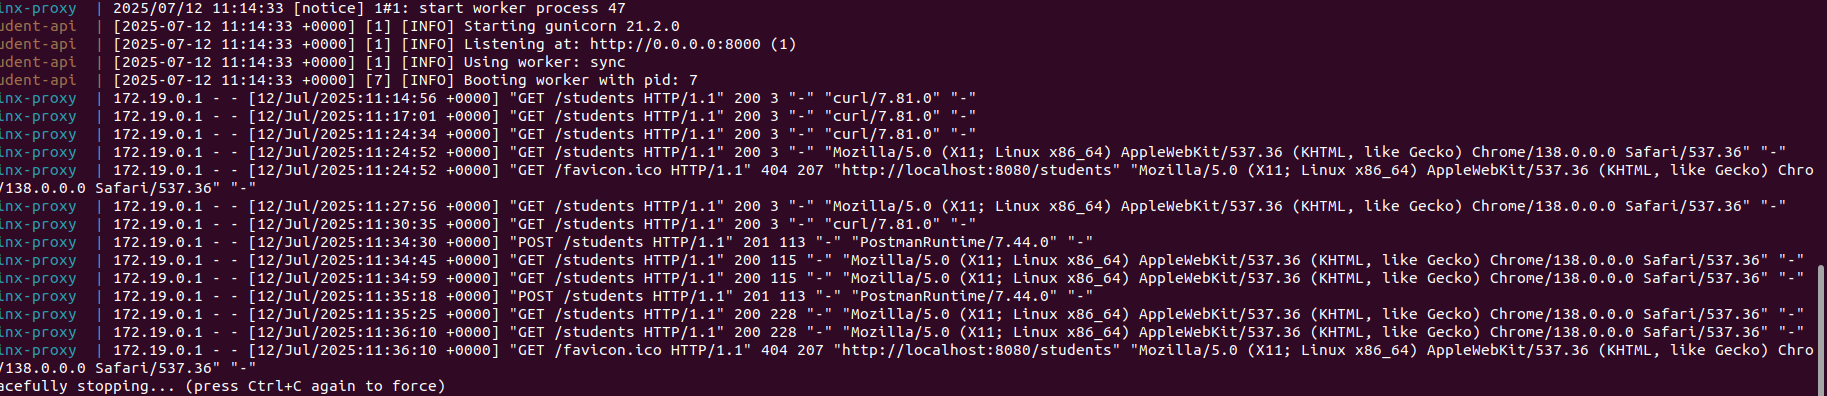 inx-proxy | 2025/07/12 11:14:33 [notice] 1#1: start worker process 47
udent-api | [2025-07-12 11:14:33 +0000] [1] [INFO] Starting gunicorn 21.2.0
udent-api | [2025-07-12 11:14:33 +0000] [1] [INFO] Listening at: http://0.0.0.0:8000 (1)
udent-api | [2025-07-12 11:14:33 +0000] [1] [INFO] Using worker: sync
udent-api | [2025-07-12 11:14:33 +0000] [7] [INFO] Booting worker with pid: 7
inx-proxy | 172.19.0.1 - - [12/Jul/2025:11:14:56 +0000] "GET /students HTTP/1.1" 200 3 "-" "curl/7.81.0" "-"
inx-proxy | 172.19.0.1 - - [12/Jul/2025:11:17:01 +0000] "GET /students HTTP/1.1" 200 3 "-" "curl/7.81.0" "-"
inx-proxy | 172.19.0.1 - - [12/Jul/2025:11:24:34 +0000] "GET /students HTTP/1.1" 200 3 "-" "curl/7.81.0" "-"
inx-proxy | 172.19.0.1 - - [12/Jul/2025:11:24:52 +0000] "GET /students HTTP/1.1" 200 3 "-" "Mozilla/5.0 (X11; Linux x86_64) AppleWebKit/537.36 (KHTML, like Gecko) Chrome/138.0.0.0 Safari/537.36" "-"
inx-proxy | 172.19.0.1 - - [12/Jul/2025:11:24:52 +0000] "GET /favicon.ico HTTP/1.1" 404 207 "http://localhost:8080/students" "Mozilla/5.0 (X11; Linux x86_64) AppleWebKit/537.36 (KHTML, like Gecko) Chro
/138.0.0.0 Safari/537.36" "-"
inx-proxy | 172.19.0.1 - - [12/Jul/2025:11:27:56 +0000] "GET /students HTTP/1.1" 200 3 "-" "Mozilla/5.0 (X11; Linux x86_64) AppleWebKit/537.36 (KHTML, like Gecko) Chrome/138.0.0.0 Safari/537.36" "-"
inx-proxy | 172.19.0.1 - - [12/Jul/2025:11:30:35 +0000] "GET /students HTTP/1.1" 200 3 "-" "curl/7.81.0" "-"
inx-proxy | 172.19.0.1 - - [12/Jul/2025:11:34:30 +0000] "POST /students HTTP/1.1" 201 113 "-" "PostmanRuntime/7.44.0" "-"
inx-proxy | 172.19.0.1 - - [12/Jul/2025:11:34:45 +0000] "GET /students HTTP/1.1" 200 115 "-" "Mozilla/5.0 (X11; Linux x86_64) AppleWebKit/537.36 (KHTML, like Gecko) Chrome/138.0.0.0 Safari/537.36" "-"
inx-proxy | 172.19.0.1 - - [12/Jul/2025:11:34:59 +0000] "GET /students HTTP/1.1" 200 115 "-" "Mozilla/5.0 (X11; Linux x86_64) AppleWebKit/537.36 (KHTML, like Gecko) Chrome/138.0.0.0 Safari/537.36" "-"
inx-proxy | 172.19.0.1 - - [12/Jul/2025:11:35:18 +0000] "POST /students HTTP/1.1" 201 113 "-" "PostmanRuntime/7.44.0" "-"
inx-proxy | 172.19.0.1 - - [12/Jul/2025:11:35:25 +0000] "GET /students HTTP/1.1" 200 228 "-" "Mozilla/5.0 (X11; Linux x86_64) AppleWebKit/537.36 (KHTML, like Gecko) Chrome/138.0.0.0 Safari/537.36" "-"
inx-proxy | 172.19.0.1 - - [12/Jul/2025:11:36:10 +0000] "GET /students HTTP/1.1" 200 228 "-" "Mozilla/5.0 (X11; Linux x86_64) AppleWebKit/537.36 (KHTML, like Gecko) Chrome/138.0.0.0 Safari/537.36" "-"
inx-proxy | 172.19.0.1 - - [12/Jul/2025:11:36:10 +0000] "GET /favicon.ico HTTP/1.1" 404 207 "http://localhost:8080/students" "Mozilla/5.0 (X11; Linux x86_64) AppleWebKit/537.36 (KHTML, like Gecko) Chro
/138.0.0.0 Safari/537.36" "-"
acefully stopping... (press Ctrl+C again to force)